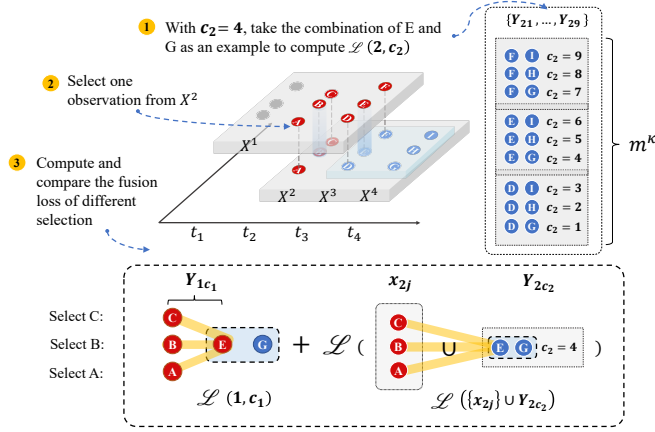 1 With c₂ = 4, take the combination of E and
G as an example to compute ℒ (2, c₂)
2 Select one
observation from X²
3 Compute and
compare the fusion
loss of different
selection
{Y₂₁ , … , Y₂₉ }
F I c₂ = 9
F H c₂ = 8
F G c₂ = 7
E I c₂ = 6
E H c₂ = 5
E G c₂ = 4
D I c₂ = 3
D H c₂ = 2
D G c₂ = 1
mᴷ
A B C D E F
X¹
A D E G H I
X² X³ X⁴
t₁ t₂ t₃ t₄
Y₁c₁ x₂ⱼ Y₂c₂
Select C: C C
Select B: B E G + ℒ ( B ∪ E G c₂ = 4 )
Select A: A A
ℒ (1, c₁) ℒ ({x₂ⱼ} ∪ Y₂c₂)